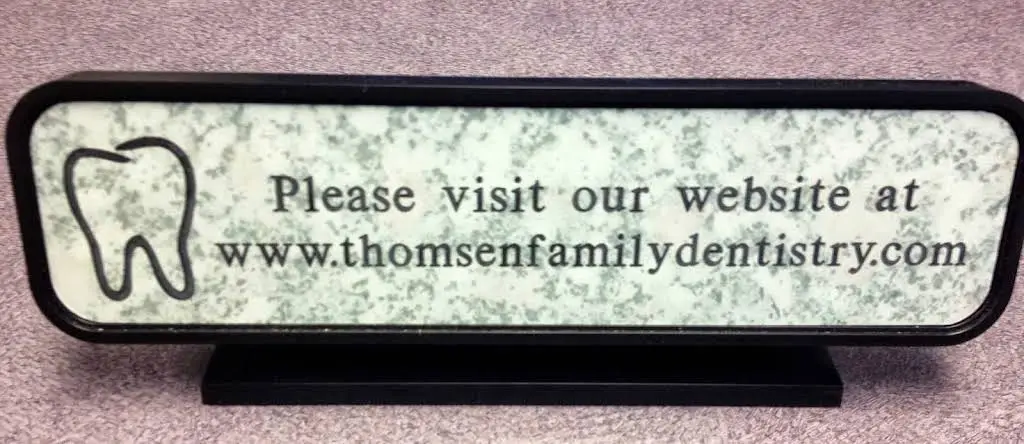 Please visit our website at
www.thomsenfamilydentistry.com